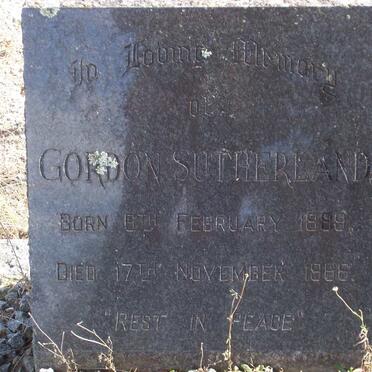 In Loving Memory
of
GORDON SUTHERLAND
BORN 6TH FEBRUARY 1889.
DIED 17TH NOVEMBER 1966.
"REST IN PEACE"